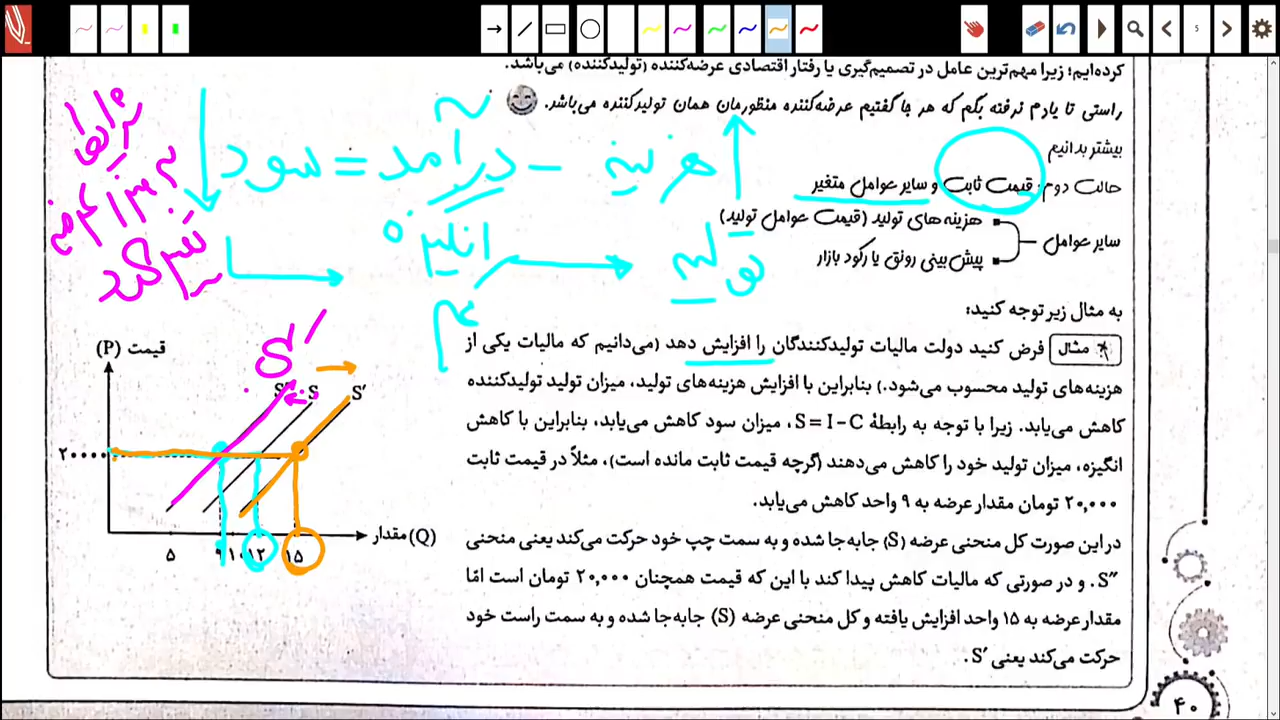 5
کرده‌ایم؛ زیرا مهم‌ترین عامل در تصمیم‌گیری یا رفتار اقتصادی عرضه‌کننده (تولیدکننده) می‌باشد.
راستی تا یادم نرفته بگم که هر جا گفتیم عرضه‌کننده منظورمان همان تولیدکننده می‌باشد.
بیشتر بدانیم
حالت دوم: قیمت ثابت و سایر عوامل متغیر
سایر عوامل
هزینه های تولید (قیمت عوامل تولید)
پیش‌بینی رونق یا رکود بازار
هزینه - درآمد = سود
انگیزه
تولید
به مثال زیر توجه کنید:
مثال فرض کنید دولت مالیات تولیدکنندگان را افزایش دهد (می‌دانیم که مالیات یکی از
هزینه‌های تولید محسوب می‌شود.) بنابراین با افزایش هزینه‌های تولید، میزان تولید تولیدکننده
کاهش می‌یابد. زیرا با توجه به رابطهٔ S = I - C، میزان سود کاهش می‌یابد، بنابراین با کاهش
انگیزه، میزان تولید خود را کاهش می‌دهند (گرچه قیمت ثابت مانده است)، مثلاً در قیمت ثابت
۲۰,۰۰۰ تومان مقدار عرضه به ۹ واحد کاهش می‌یابد.
در این صورت کل منحنی عرضه (S) جابه‌جا شده و به سمت چپ خود حرکت می‌کند یعنی منحنی
S″. و در صورتی که مالیات کاهش پیدا کند با این که قیمت همچنان ۲۰,۰۰۰ تومان است امّا
مقدار عرضه به ۱۵ واحد افزایش یافته و کل منحنی عرضه (S) جابه‌جا شده و به سمت راست خود
حرکت می‌کند یعنی S′.
قیمت (P)
S″ S S′
S″
۲۰۰۰۰
مقدار (Q)
۵ ۹ ۱۰ ۱۲ ۱۵
۴۰